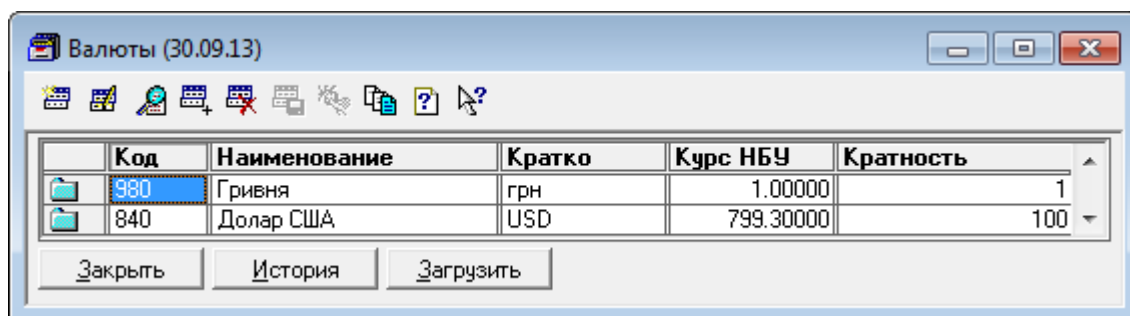 Валюты (30.09.13)
Код Наименование Кратко Курс НБУ Кратность
980 Гривня грн 1.00000 1
840 Долар США USD 799.30000 100
Закрыть История Загрузить